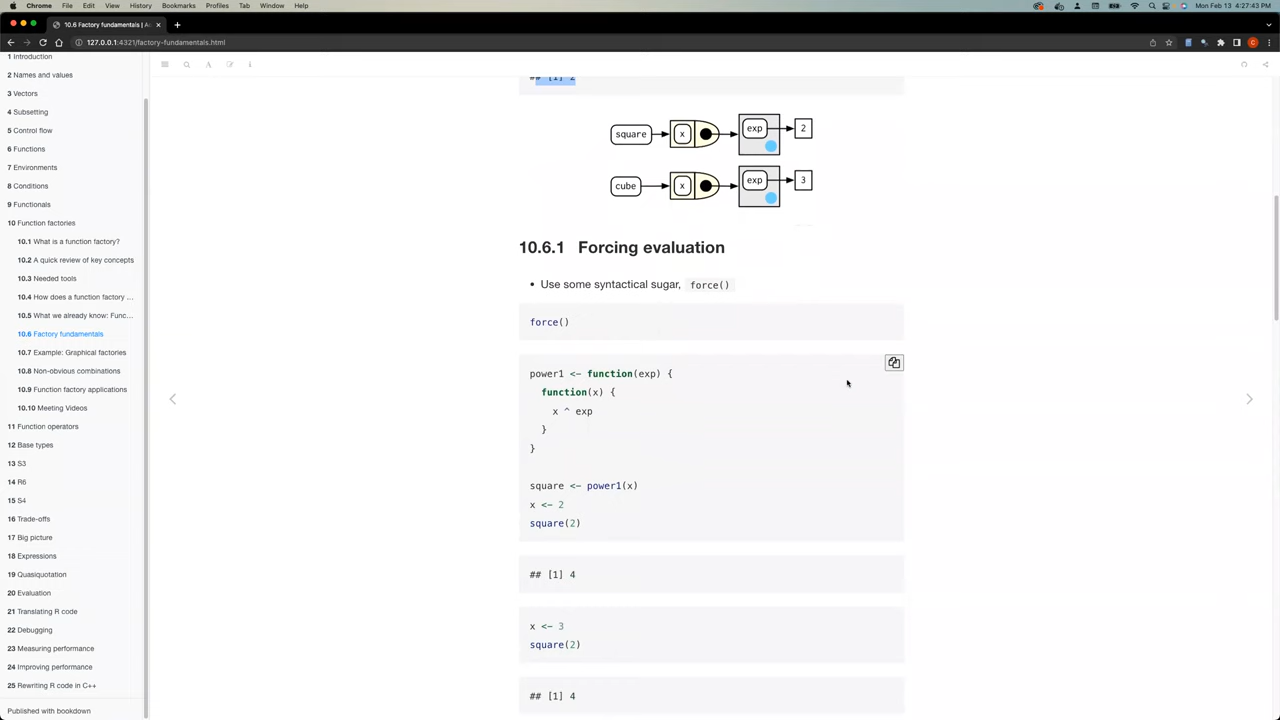 Chrome File Edit View History Bookmarks Profiles Tab Window Help
Mon Feb 13 4:27:43 PM
10.6 Factory fundamentals | A
127.0.0.1:4321/factory-fundamentals.html
C
1 Introduction
2 Names and values
3 Vectors
4 Subsetting
5 Control flow
6 Functions
7 Environments
8 Conditions
9 Functionals
10 Function factories
10.1 What is a function factory?
10.2 A quick review of key concepts
10.3 Needed tools
10.4 How does a function factory ...
10.5 What we already know: Func...
10.6 Factory fundamentals
10.7 Example: Graphical factories
10.8 Non-obvious combinations
10.9 Function factory applications
10.10 Meeting Videos
11 Function operators
12 Base types
13 S3
14 R6
15 S4
16 Trade-offs
17 Big picture
18 Expressions
19 Quasiquotation
20 Evaluation
21 Translating R code
22 Debugging
23 Measuring performance
24 Improving performance
25 Rewriting R code in C++
Published with bookdown
A
i
## [1] 2
square x exp 2
cube x exp 3
10.6.1 Forcing evaluation
• Use some syntactical sugar, force()
force()
power1 <- function(exp) {
function(x) {
x ^ exp
}
}
square <- power1(x)
x <- 2
square(2)
## [1] 4
x <- 3
square(2)
## [1] 4